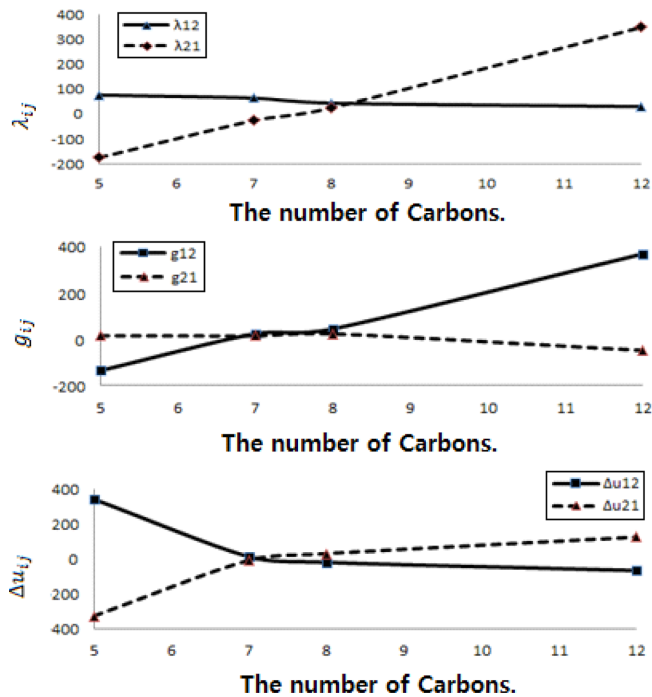 400
300
200
100
0
-100
-200
λ12
λ21
λij
5 6 7 8 9 10 11 12
The number of Carbons.
400
200
0
-200
g12
g21
gij
5 6 7 8 9 10 11 12
The number of Carbons.
400
200
0
200
400
Δu12
Δu21
Δuij
5 6 7 8 9 10 11 12
The number of Carbons.